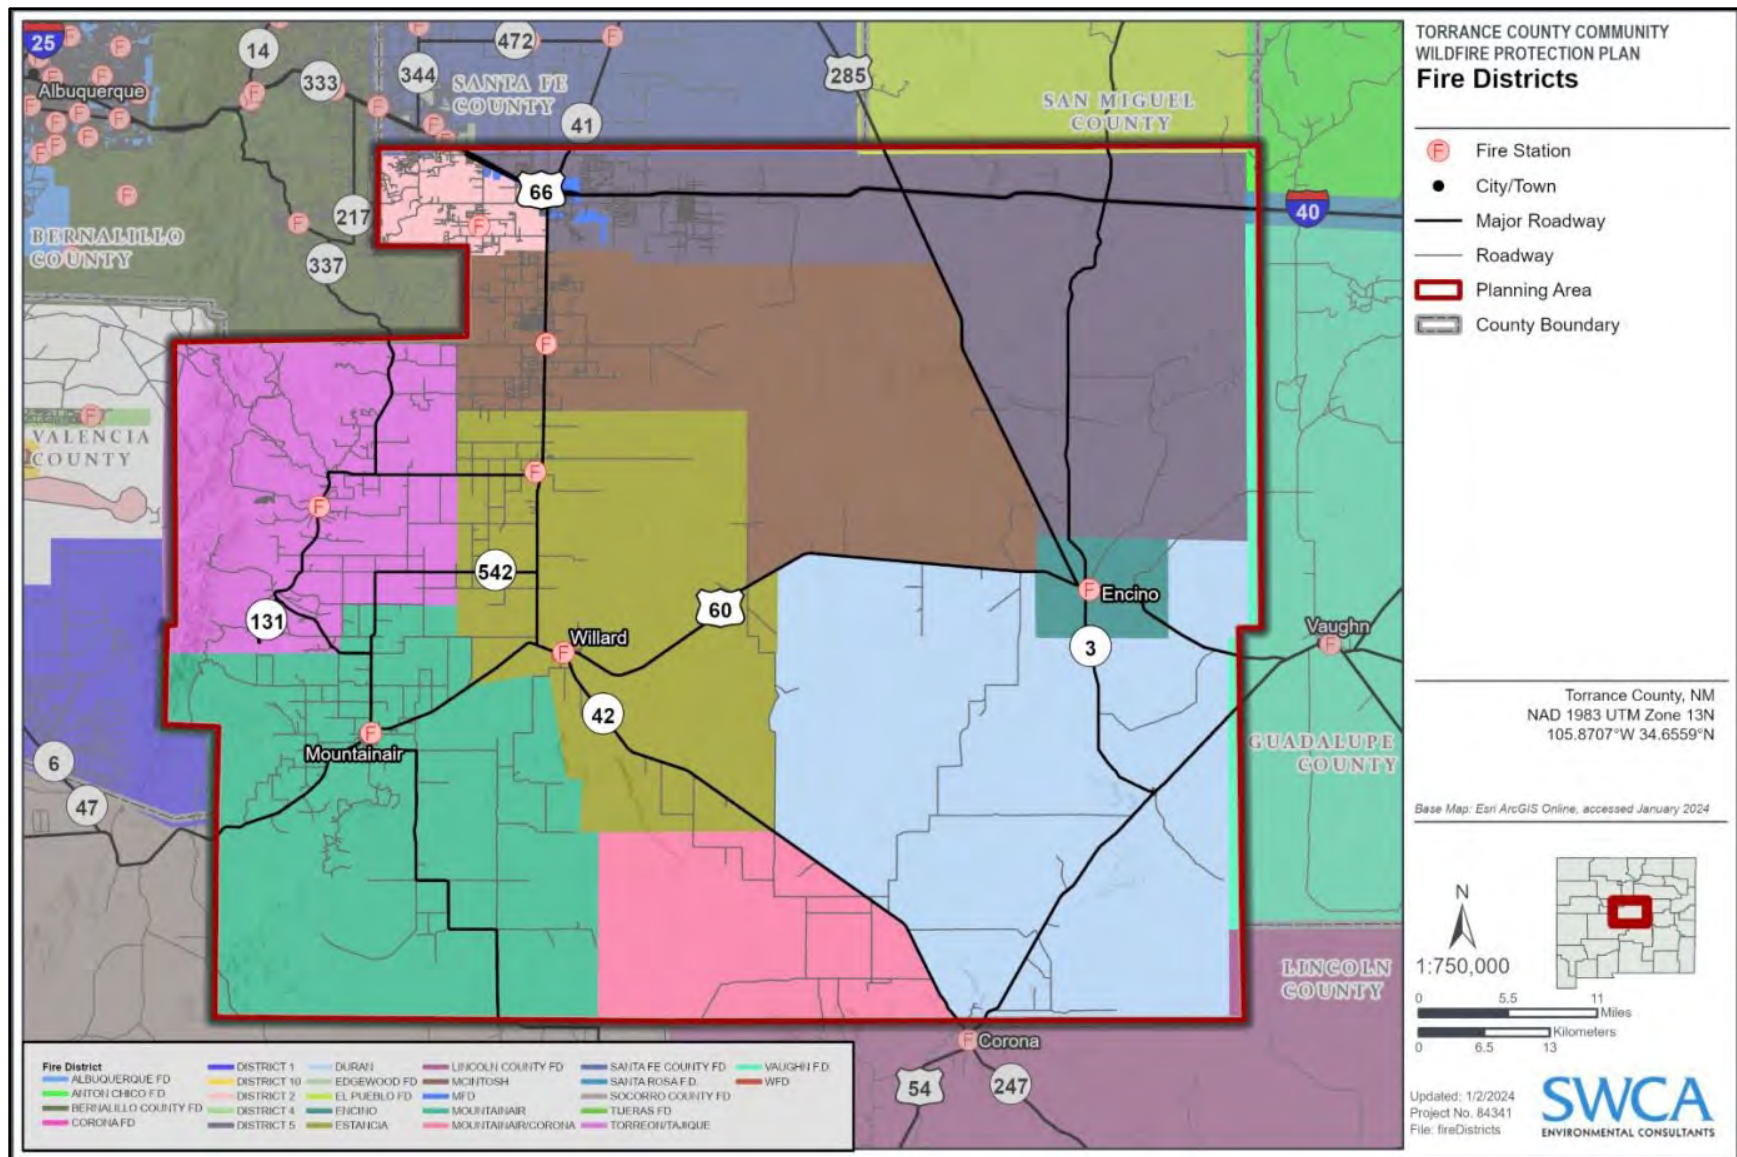 TORRANCE COUNTY COMMUNITY
WILDFIRE PROTECTION PLAN
Fire Districts
F Fire Station
City/Town
Major Roadway
Roadway
Planning Area
County Boundary
Torrance County, NM
NAD 1983 UTM Zone 13N
105.8707°W 34.6559°N
Base Map: Esri ArcGIS Online, accessed January 2024
N
1:750,000
0 5.5 11
Miles
Kilometers
0 6.5 13
Updated: 1/2/2024
Project No. 84341
File: fireDistricts
SWCA
ENVIRONMENTAL CONSULTANTS
25
14
472
344
333
285
Albuquerque
SANTA FE
COUNTY
SAN MIGUEL
COUNTY
41
66
40
217
BERNALILLO
COUNTY
337
VALENCIA
COUNTY
542
131
60
Encino
Willard
3
Vaughn
42
Mountainair
GUADALUPE
COUNTY
6
47
LINCOLN
COUNTY
Corona
54
247
Fire District
ALBUQUERQUE FD
ANTON CHICO FD
BERNALILLO COUNTY FD
CORONA FD
DISTRICT 1
DISTRICT 10
DISTRICT 2
DISTRICT 4
DISTRICT 5
DURAN
EDGEWOOD FD
EL PUEBLO FD
ENCINO
ESTANCIA
LINCOLN COUNTY FD
MCINTOSH
MFD
MOUNTAINAIR
MOUNTAINAIR/CORONA
SANTA FE COUNTY FD
SANTA ROSA F.D.
SOCORRO COUNTY FD
TIJERAS FD
TORREON/TAJIQUE
VAUGHN F.D.
WFD